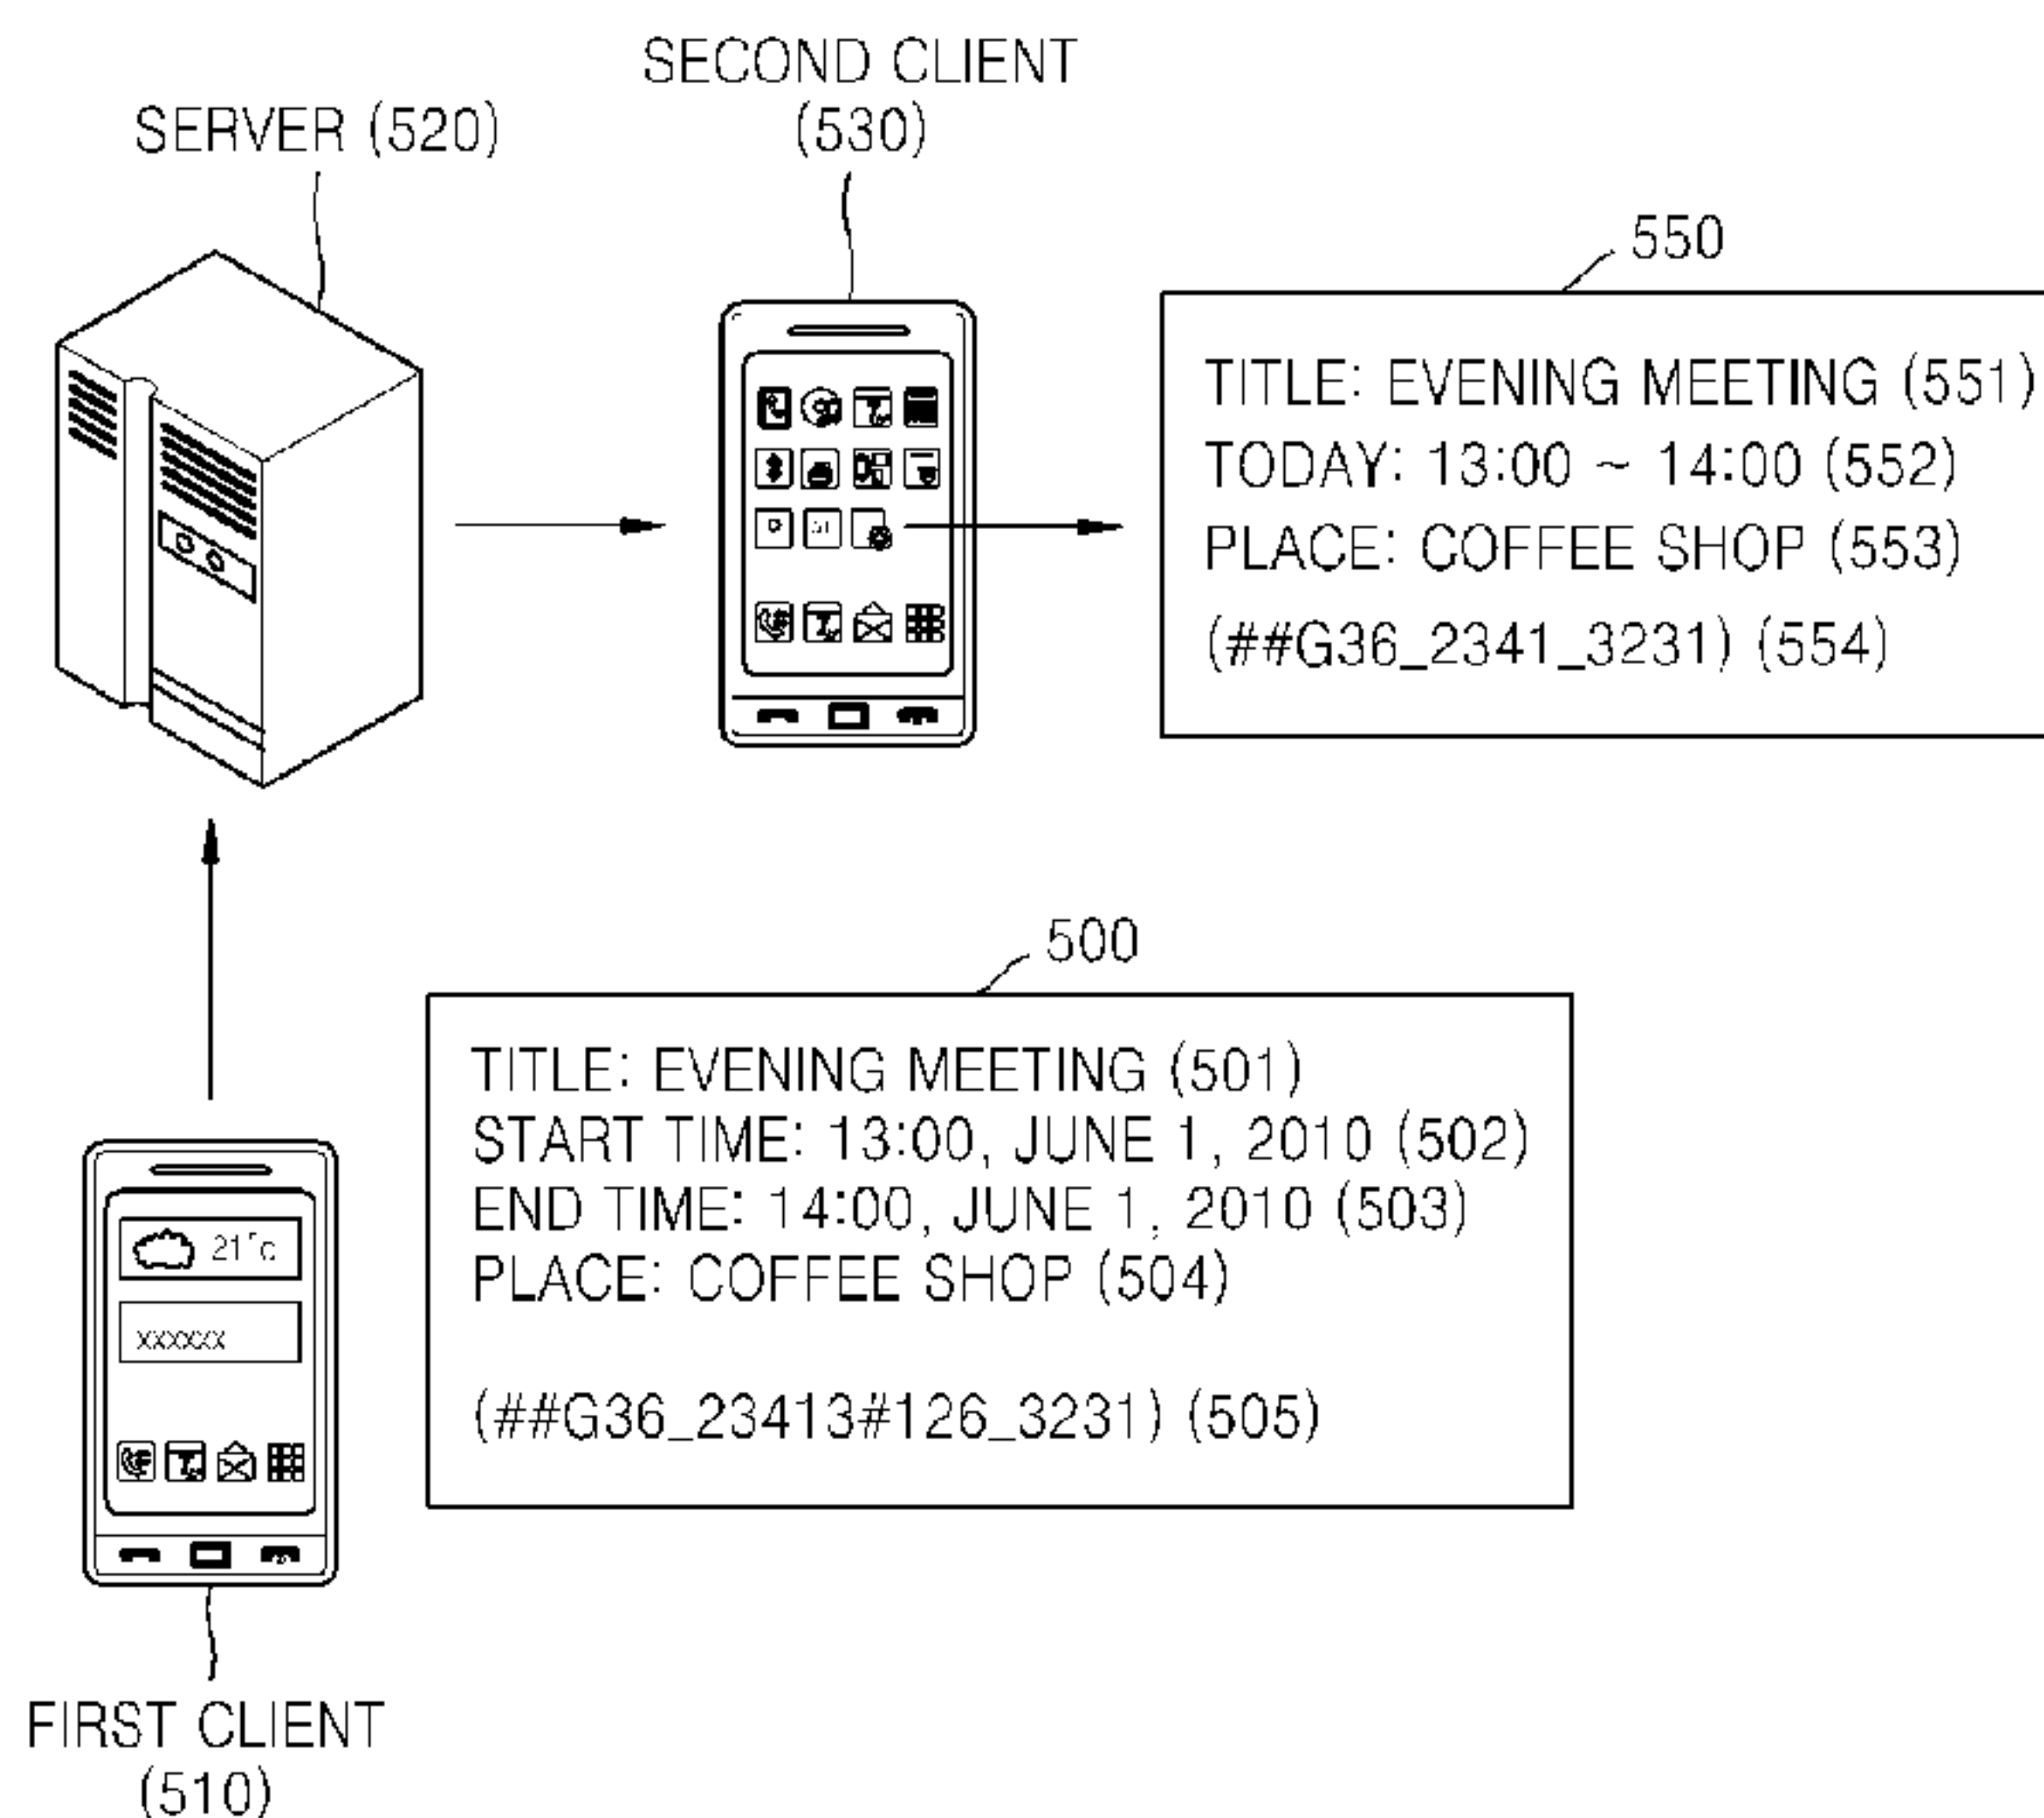 SECOND CLIENT
(530)
SERVER (520)
550
TITLE: EVENING MEETING (551)
TODAY: 13:00 ~ 14:00 (552)
PLACE: COFFEE SHOP (553)
(##G36_2341_3231) (554)
500
TITLE: EVENING MEETING (501)
START TIME: 13:00, JUNE 1, 2010 (502)
END TIME: 14:00, JUNE 1, 2010 (503)
PLACE: COFFEE SHOP (504)
(##G36_23413#126_3231) (505)
21°c
xxxxxx
FIRST CLIENT
(510)